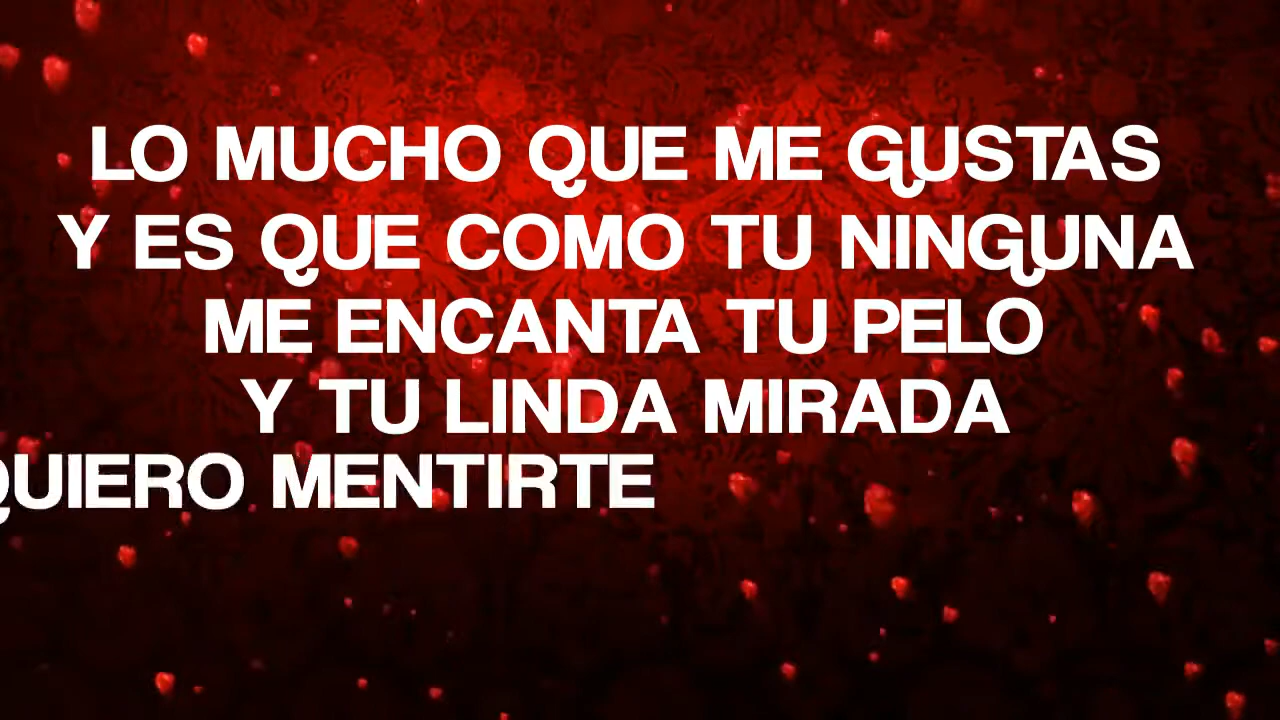 LO MUCHO QUE ME GUSTAS
Y ES QUE COMO TU NINGUNA
ME ENCANTA TU PELO
Y TU LINDA MIRADA
QUIERO MENTIRTE